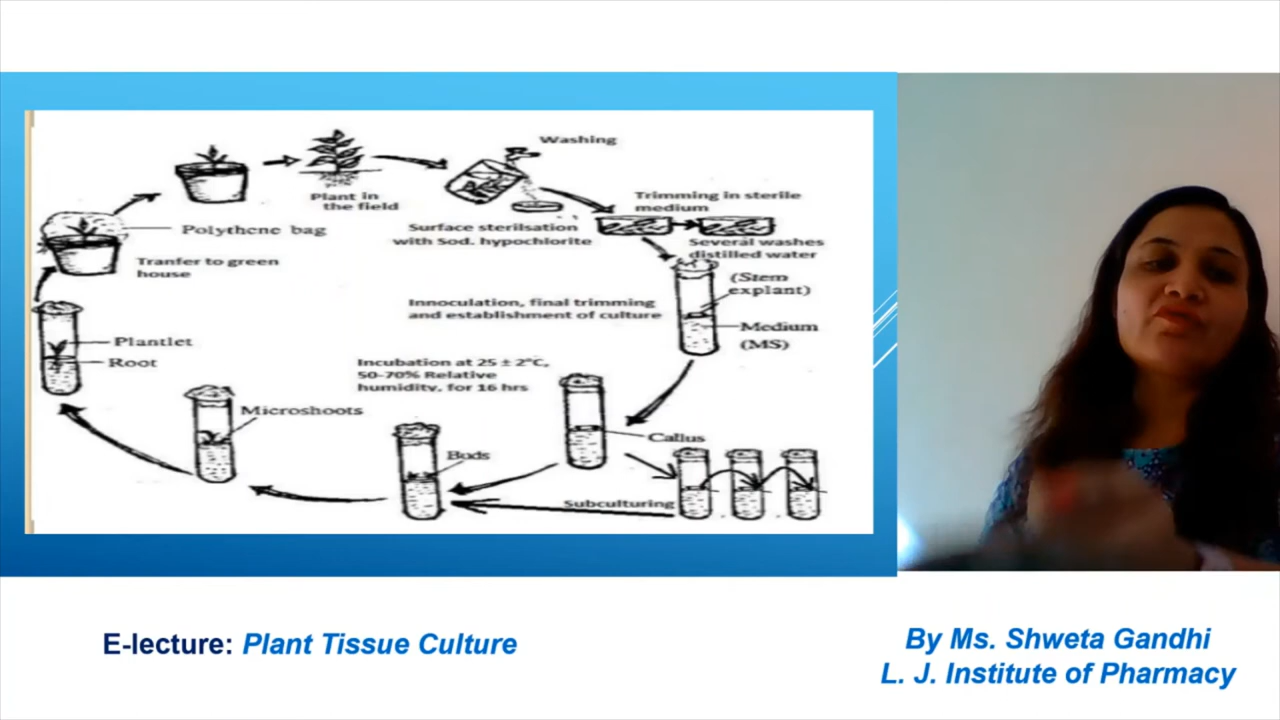 Washing
Plant in
the field
Trimming in sterile
medium
Polythene bag
Surface sterilsation
with Sod. hypochlorite
Several washes
distilled water
Tranfer to green
house
(Stem
explant)
Innoculation, final trimming
and establishment of culture
Medium
(MS)
Plantlet
Root
Incubation at 25 ± 2°C,
50-70% Relative
humidity, for 16 hrs
Microshoots
Callus
Buds
Subculturing
E-lecture: Plant Tissue Culture
By Ms. Shweta Gandhi
L. J. Institute of Pharmacy